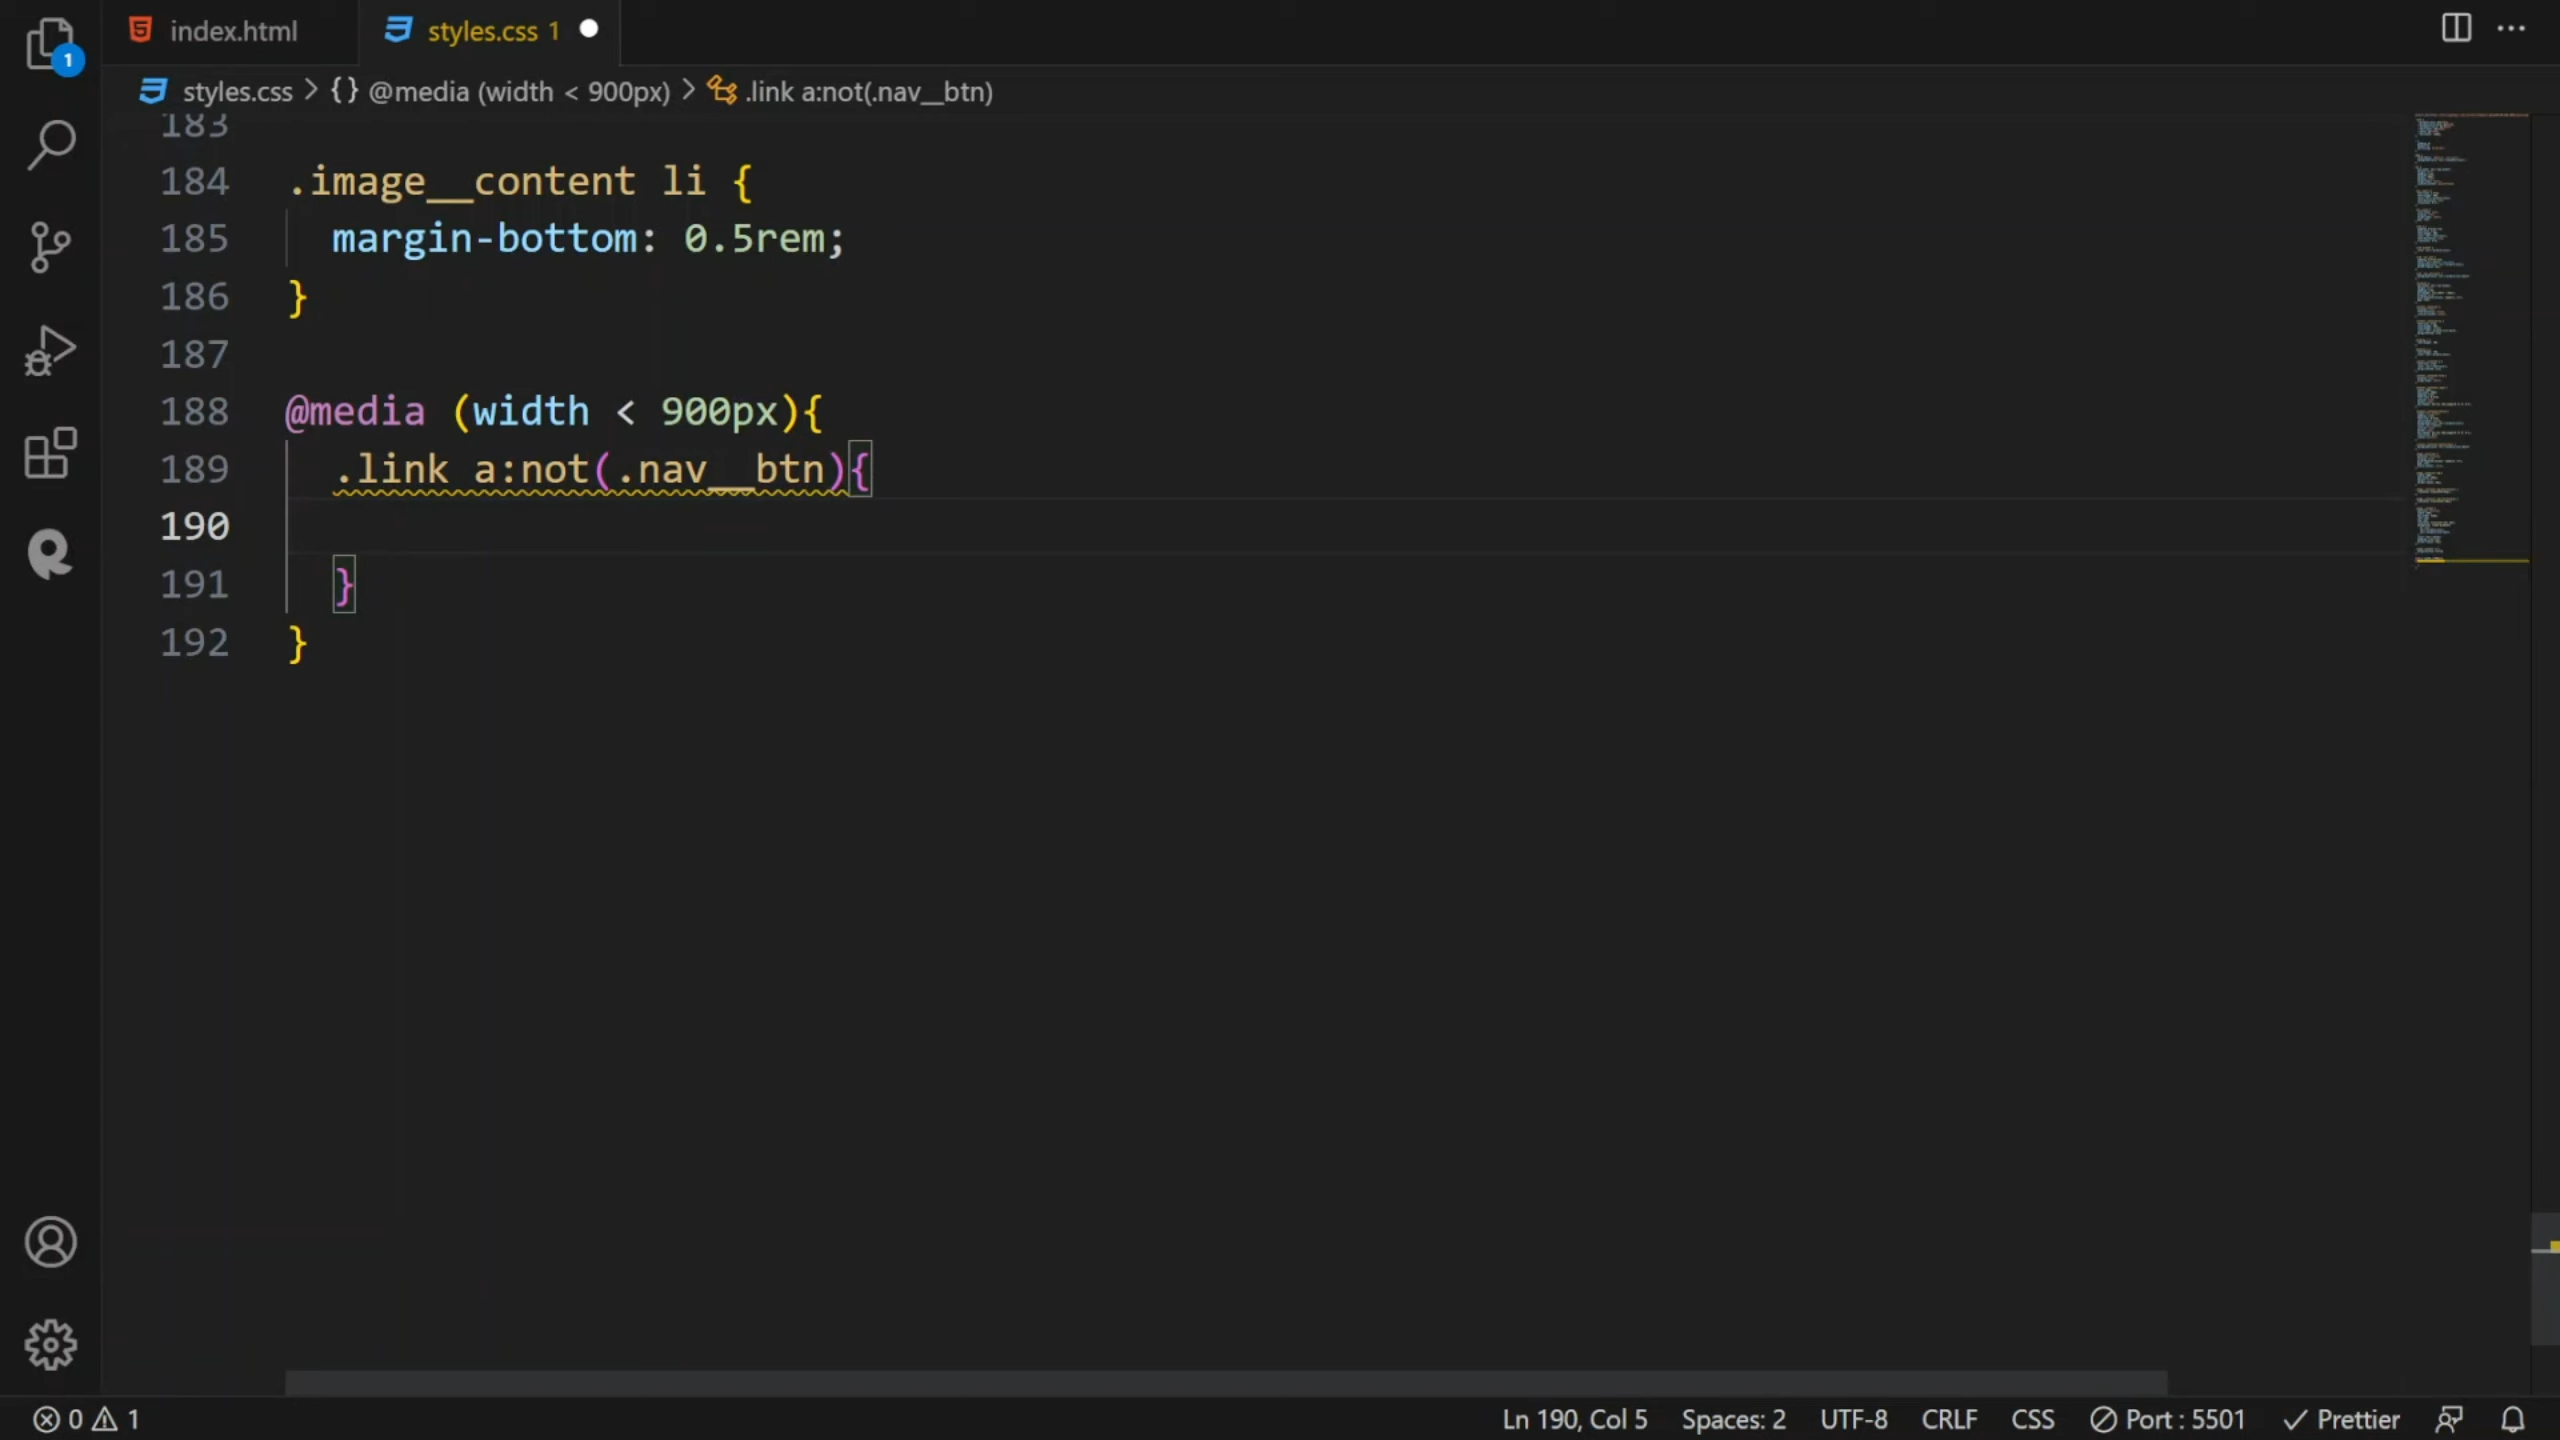 1
index.html
styles.css 1
styles.css > {} @media (width < 900px) > .link a:not(.nav__btn)
183
184 .image__content li {
185 margin-bottom: 0.5rem;
186 }
187
188 @media (width < 900px){
189 .link a:not(.nav__btn){
190
191 }
192 }
0 1
Ln 190, Col 5 Spaces: 2 UTF-8 CRLF CSS Port : 5501 Prettier